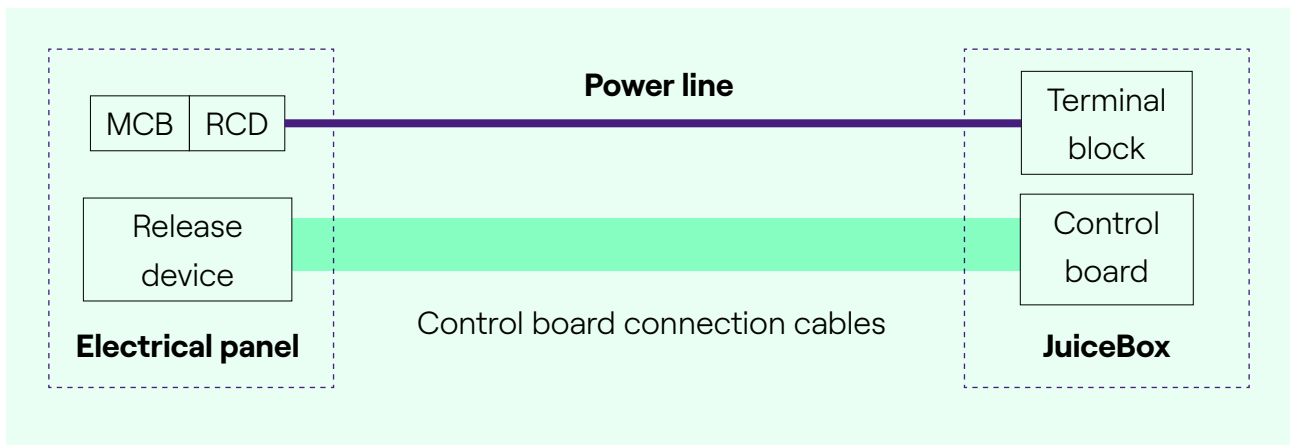 Power line
MCB
RCD
Terminal
block
Release
device
Control
board
Control board connection cables
Electrical panel
JuiceBox